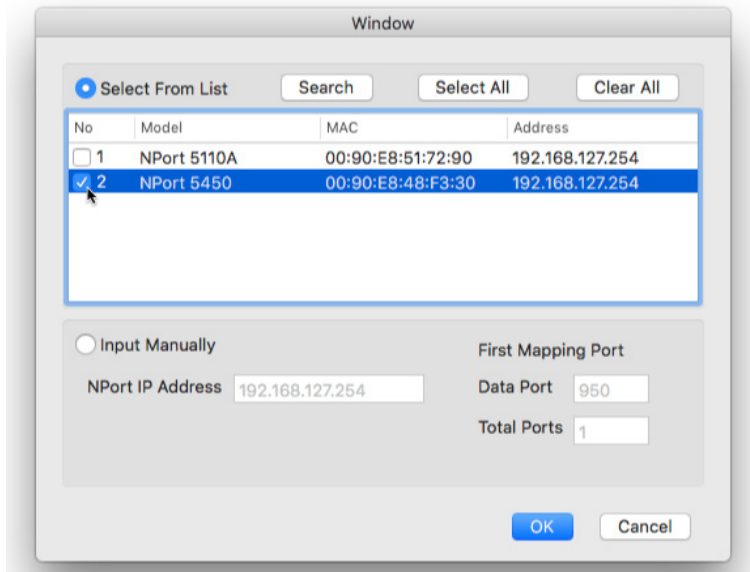 Window
Select From List Search Select All Clear All
No Model MAC Address
1 NPort 5110A 00:90:E8:51:72:90 192.168.127.254
2 NPort 5450 00:90:E8:48:F3:30 192.168.127.254
Input Manually
First Mapping Port
NPort IP Address 192.168.127.254 Data Port 950
Total Ports 1
OK Cancel